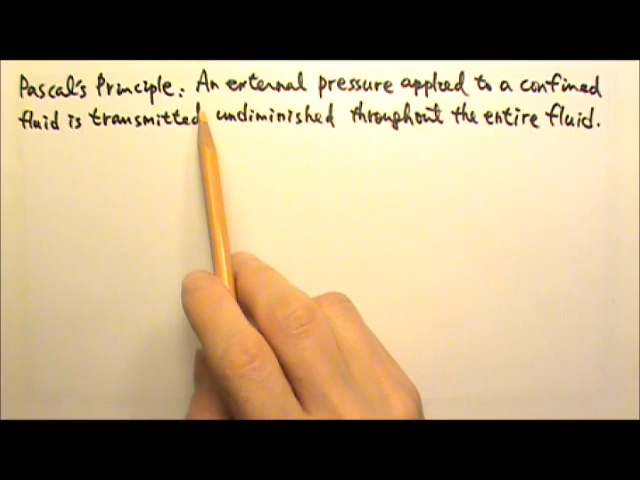 Pascal's Principle: An external pressure applied to a confined
fluid is transmitted undiminished throughout the entire fluid.